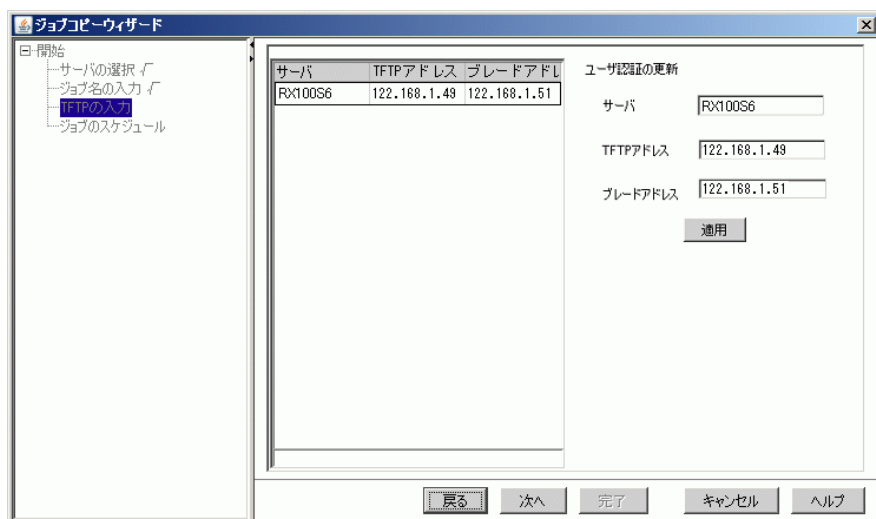 ジョブコピーウィザード
開始
サーバの選択 √
ジョブ名の入力 √
TFTPの入力
ジョブのスケジュール
サーバ TFTPアドレス ブレードアドレ
RX100S6 122.168.1.49 122.168.1.51
ユーザ認証の更新
サーバ RX100S6
TFTPアドレス 122.168.1.49
ブレードアドレス 122.168.1.51
適用
戻る 次へ 完了 キャンセル ヘルプ